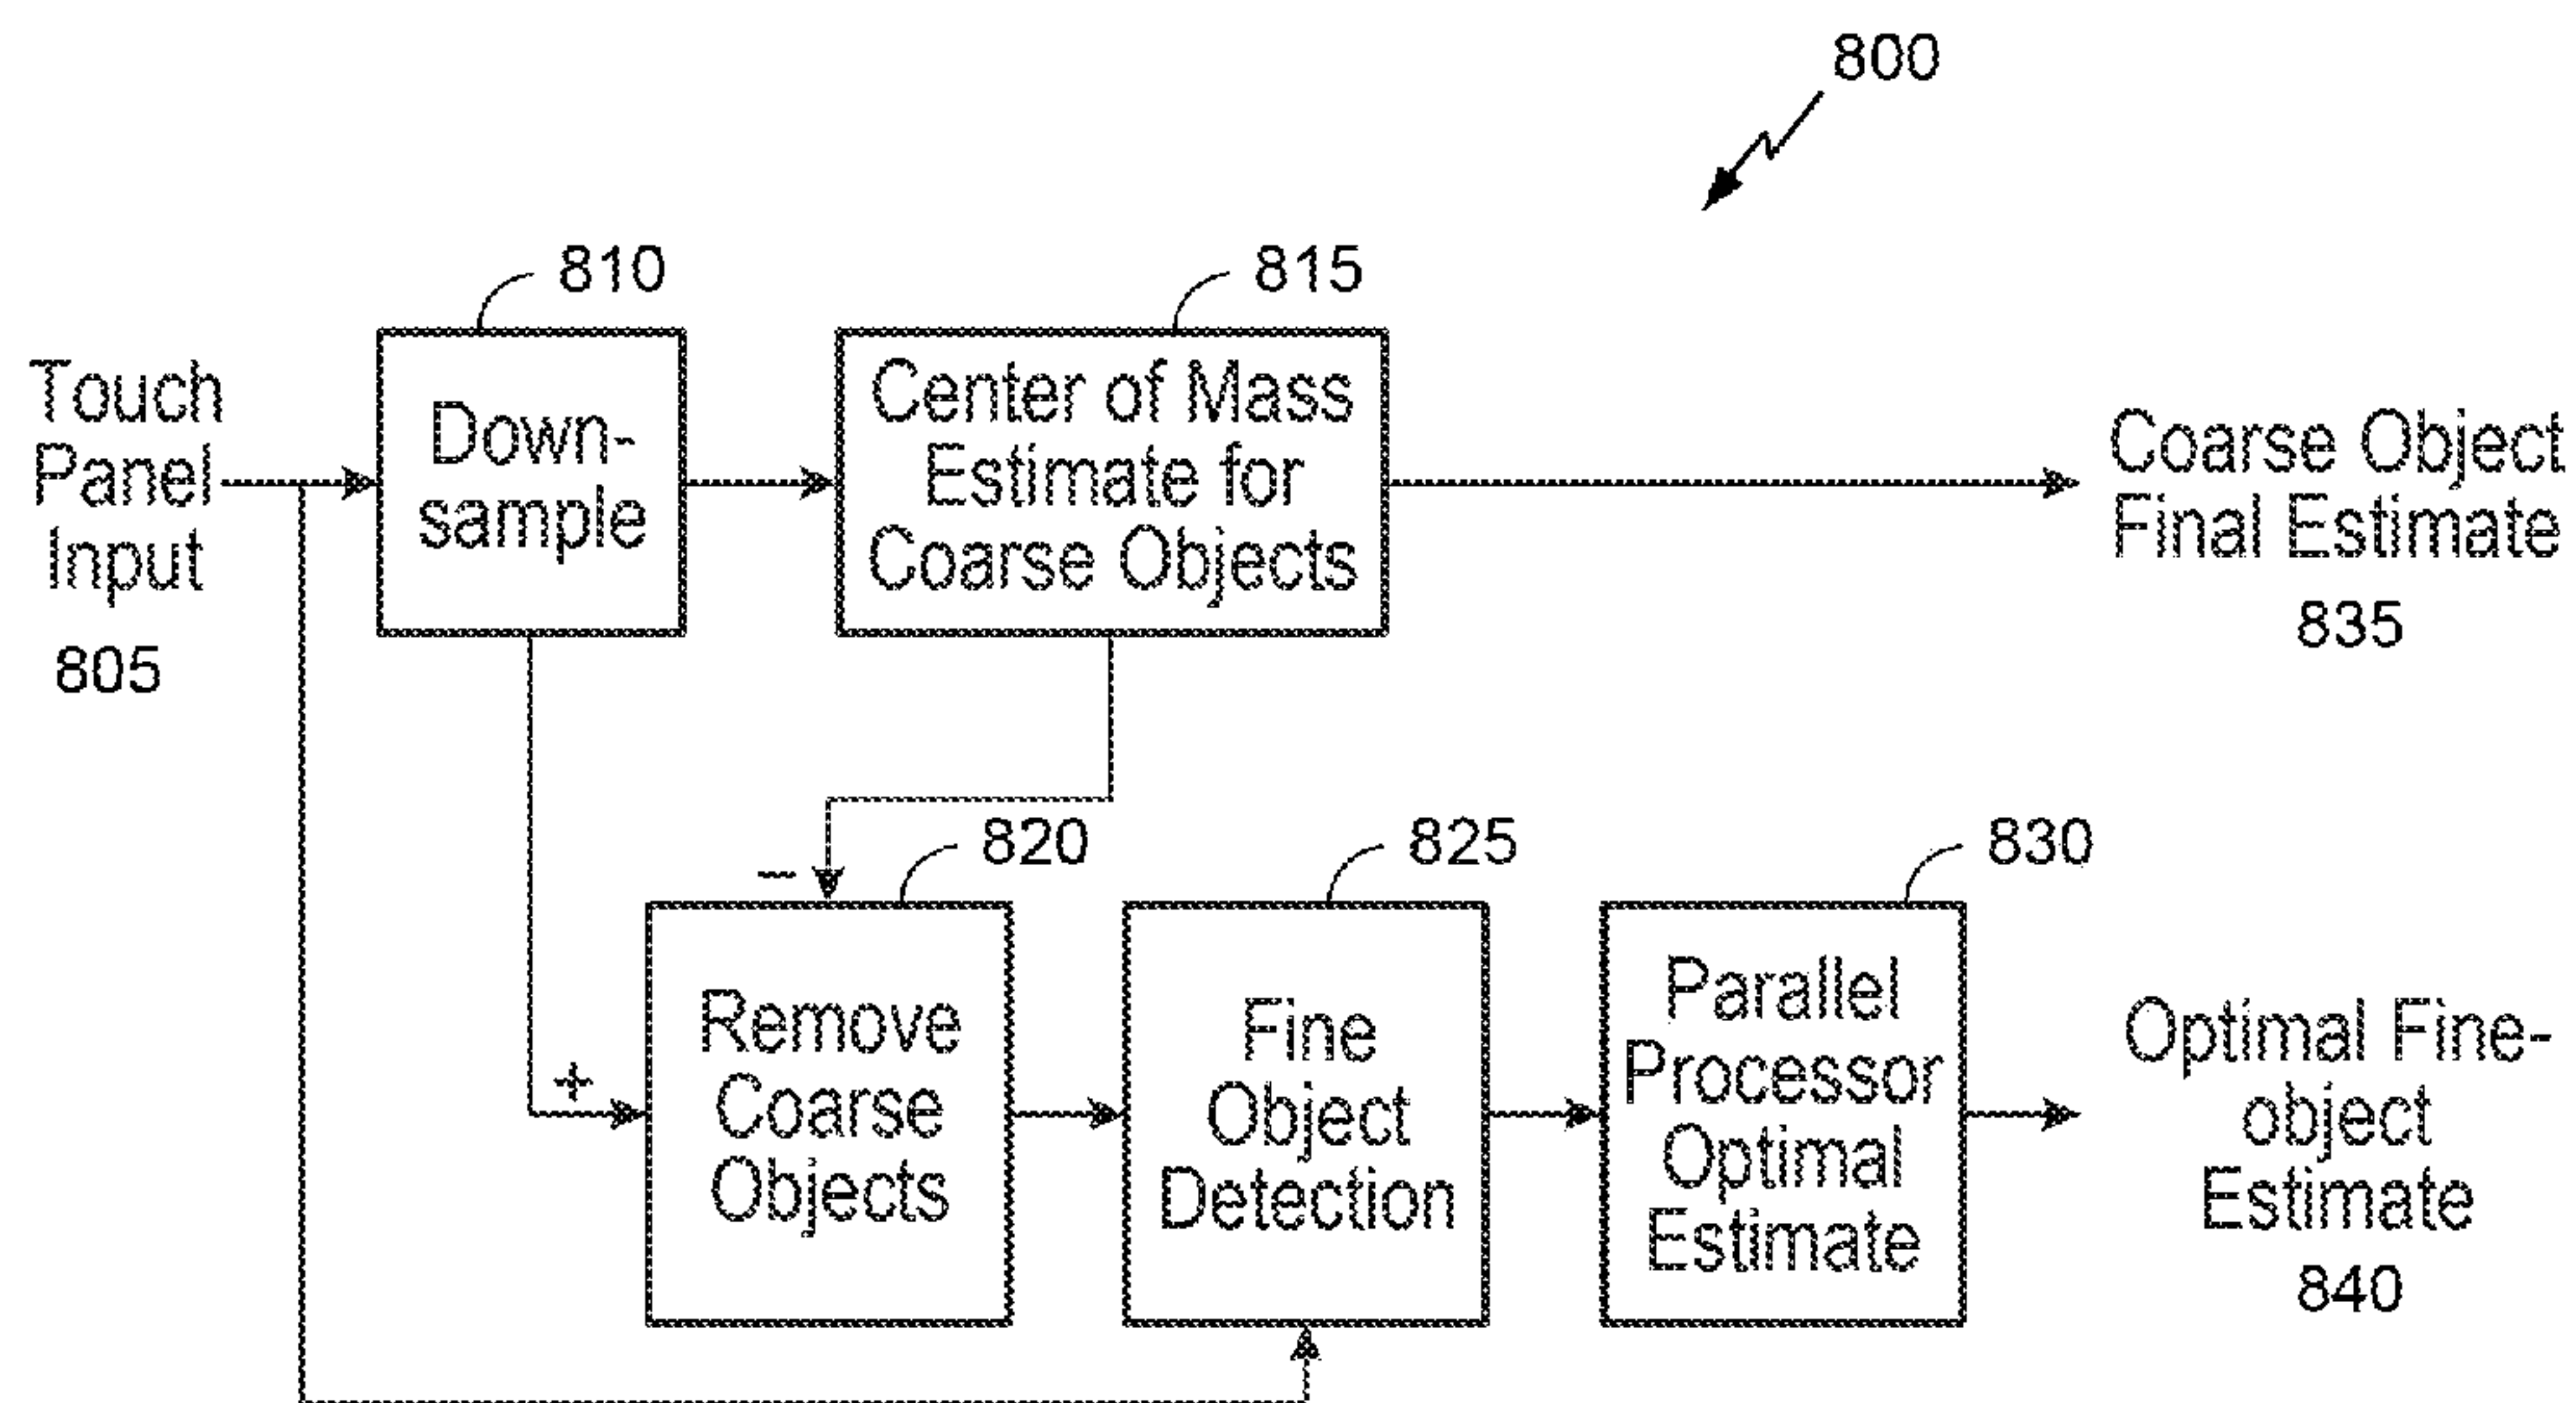 800
810
815
Touch
Panel
Input
805
Down-
sample
Center of Mass
Estimate for
Coarse Objects
Coarse Object
Final Estimate
835
820
825
830
−
+
Remove
Coarse
Objects
Fine
Object
Detection
Parallel
Processor
Optimal
Estimate
Optimal Fine-
object
Estimate
840